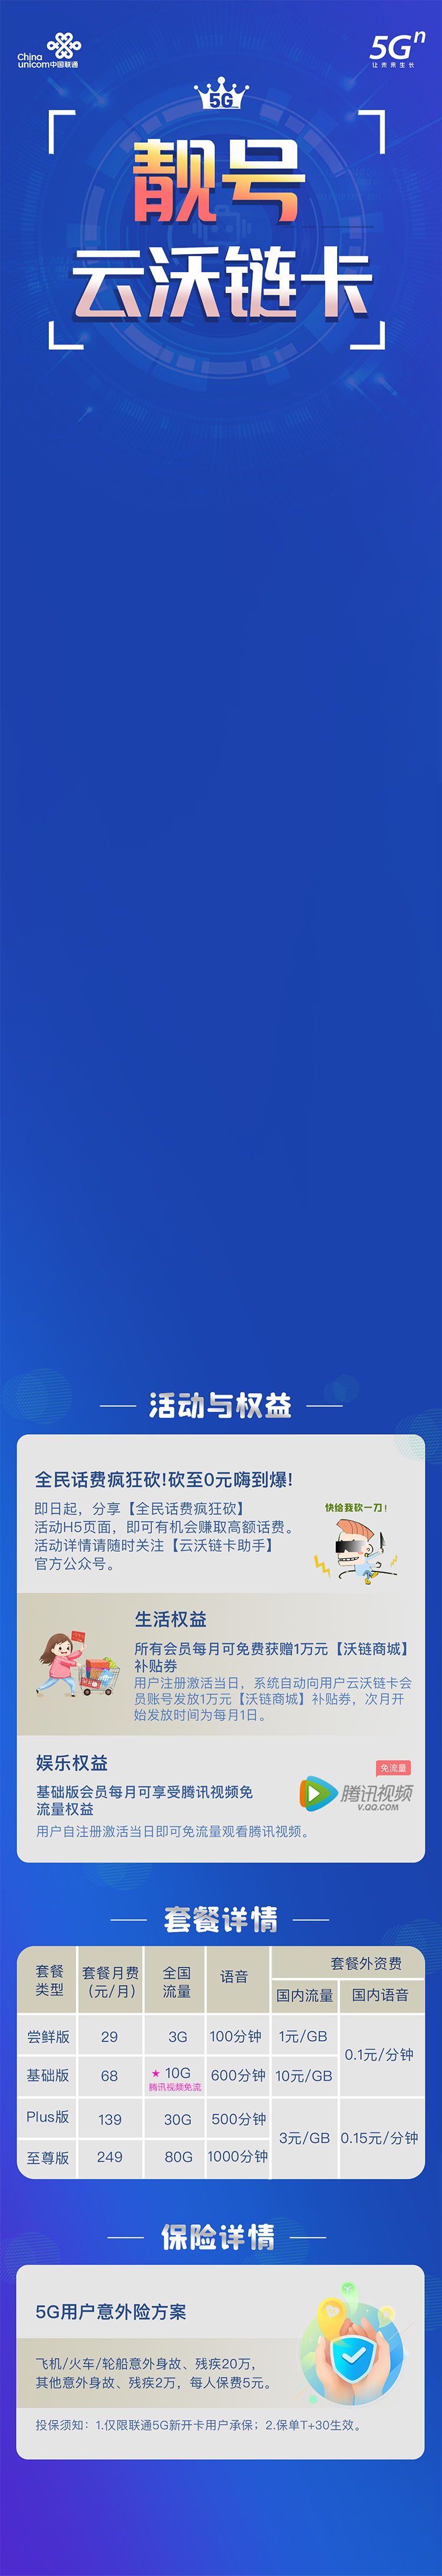 China
unicom中国联通
5Gⁿ
让未来生长
5G
靓号
云沃链卡
活动与权益
全民话费疯狂砍!砍至0元嗨到爆!
即日起，分享【全民话费疯狂砍】
活动H5页面，即可有机会赚取高额话费。
活动详情请随时关注【云沃链卡助手】
官方公众号。
快给我砍一刀!
生活权益
所有会员每月可免费获赠1万元【沃链商城】
补贴券
用户注册激活当日，系统自动向用户云沃链卡会
员账号发放1万元【沃链商城】补贴券，次月开
始发放时间为每月1日。
娱乐权益
基础版会员每月可享受腾讯视频免
流量权益
用户自注册激活当日即可免流量观看腾讯视频。
免流量
腾讯视频
V.QQ.COM
套餐详情
套餐
类型
套餐月费
(元/月)
全国
流量
语音
套餐外资费
国内流量
国内语音
尝鲜版 29 3G 100分钟 1元/GB
0.1元/分钟
基础版 68 ★ 10G 600分钟 10元/GB
腾讯视频免流
Plus版 139 30G 500分钟
3元/GB 0.15元/分钟
至尊版 249 80G 1000分钟
保险详情
5G用户意外险方案
飞机/火车/轮船意外身故、残疾20万，
其他意外身故、残疾2万，每人保费5元。
投保须知：1.仅限联通5G新开卡用户承保；2.保单T+30生效。